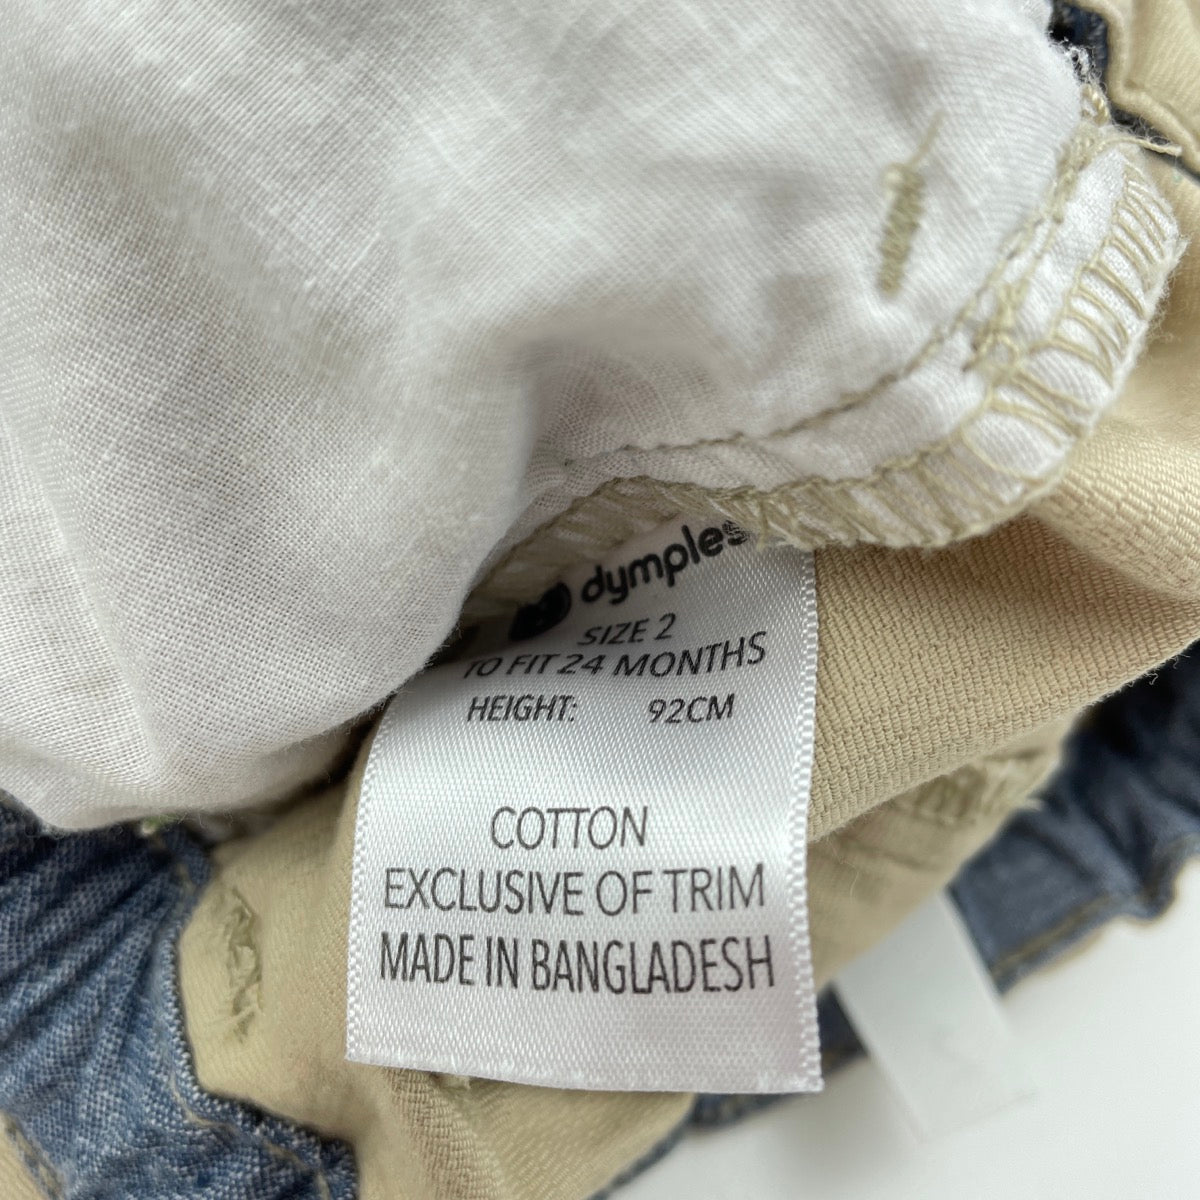 dymples
SIZE 2
TO FIT 24 MONTHS
HEIGHT: 92CM
COTTON
EXCLUSIVE OF TRIM
MADE IN BANGLADESH